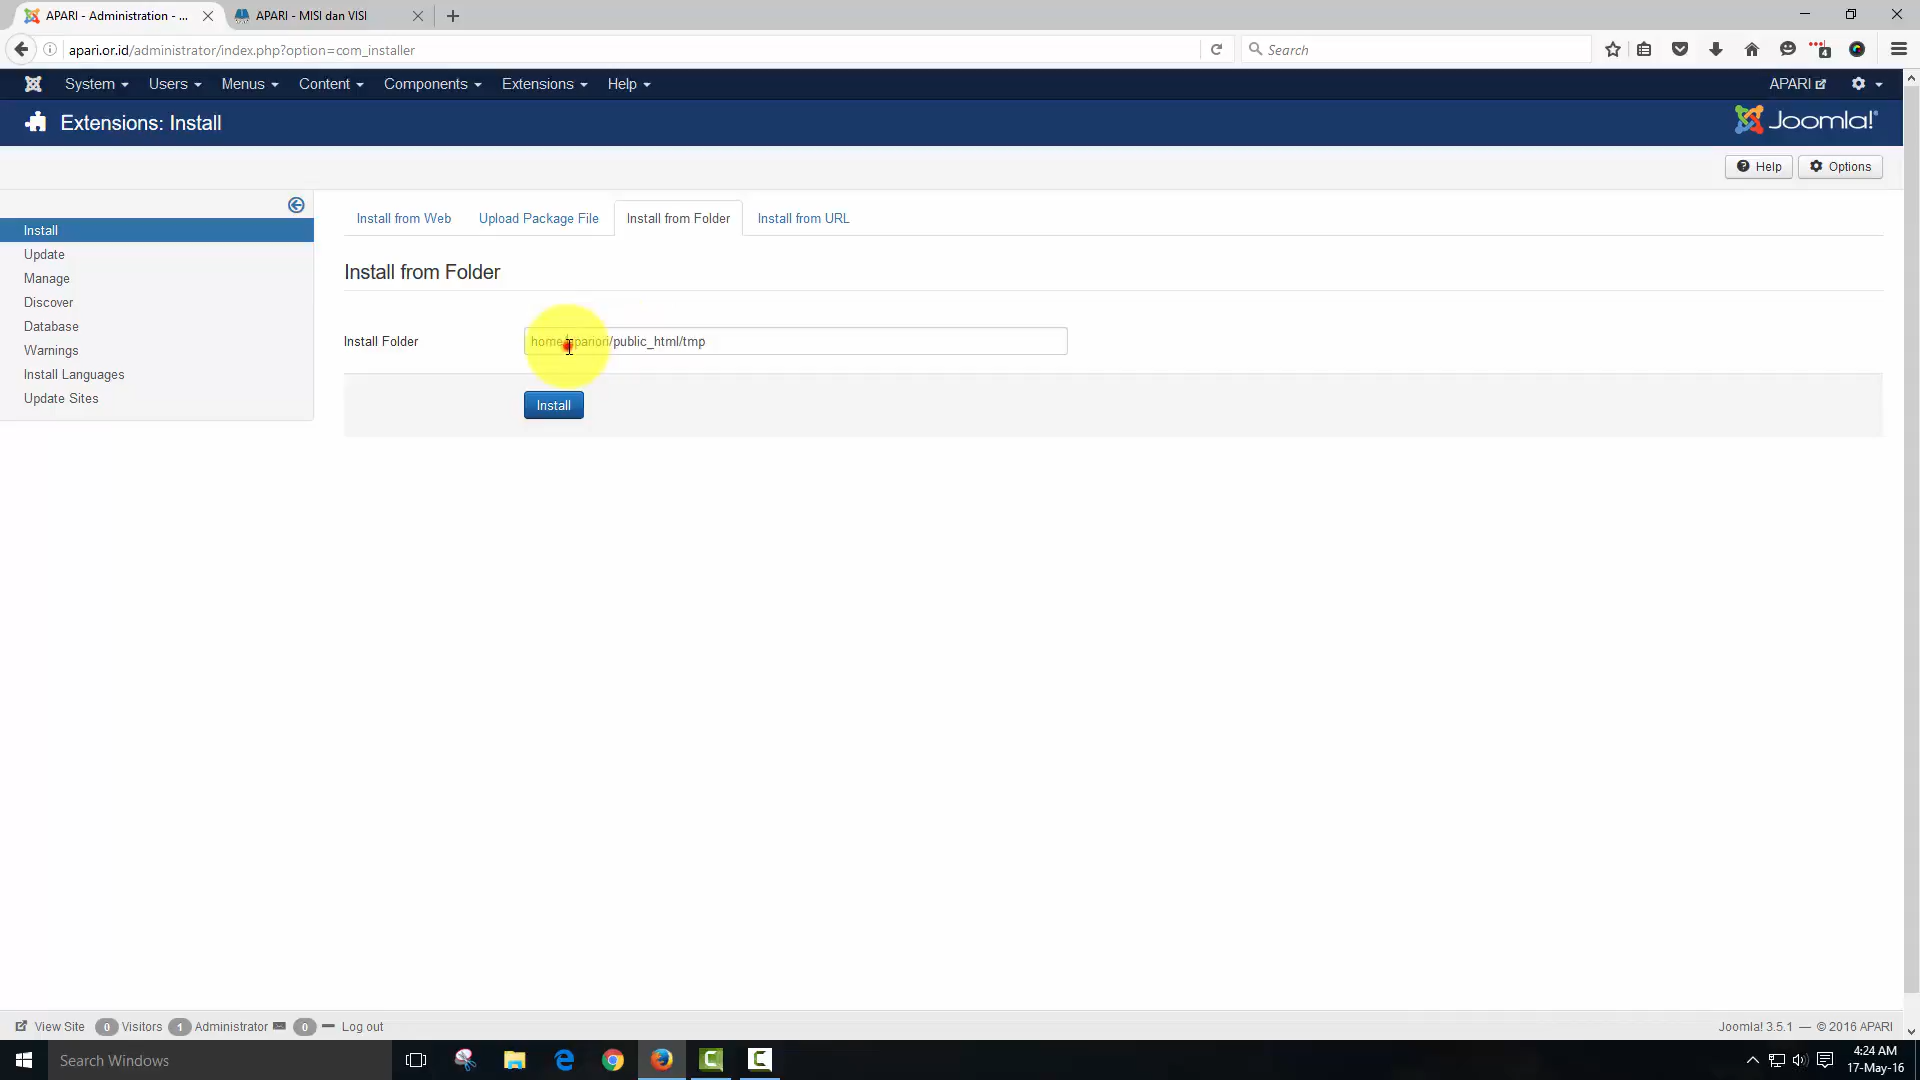 APARI - Administration - ...
APARI - MISI dan VISI
apari.or.id/administrator/index.php?option=com_installer
Search
System
Users
Menus
Content
Components
Extensions
Help
APARI
Extensions: Install
Joomla!
Help
Options
Install
Update
Manage
Discover
Database
Warnings
Install Languages
Update Sites
Install from Web
Upload Package File
Install from Folder
Install from URL
Install from Folder
Install Folder
home/apariori/public_html/tmp
Install
View Site
0 Visitors
1 Administrator
0
Log out
Joomla! 3.5.1 — © 2016 APARI
Search Windows
4:24 AM
17-May-16